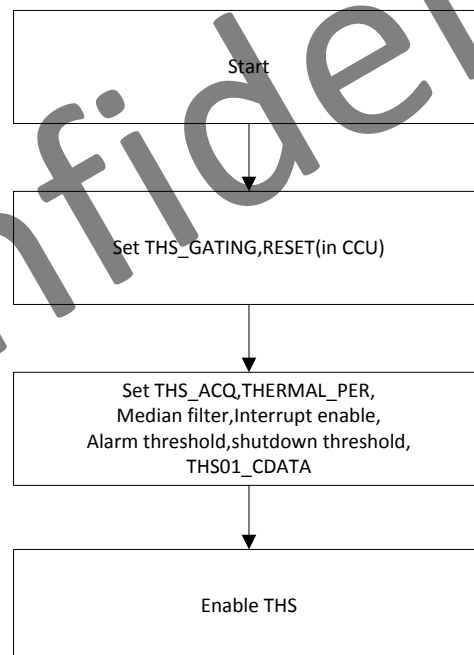 Start
Set THS_GATING,RESET(in CCU)
Set THS_ACQ,THERMAL_PER,
Median filter,Interrupt enable,
Alarm threshold,shutdown threshold,
THS01_CDATA
Enable THS
nfiden